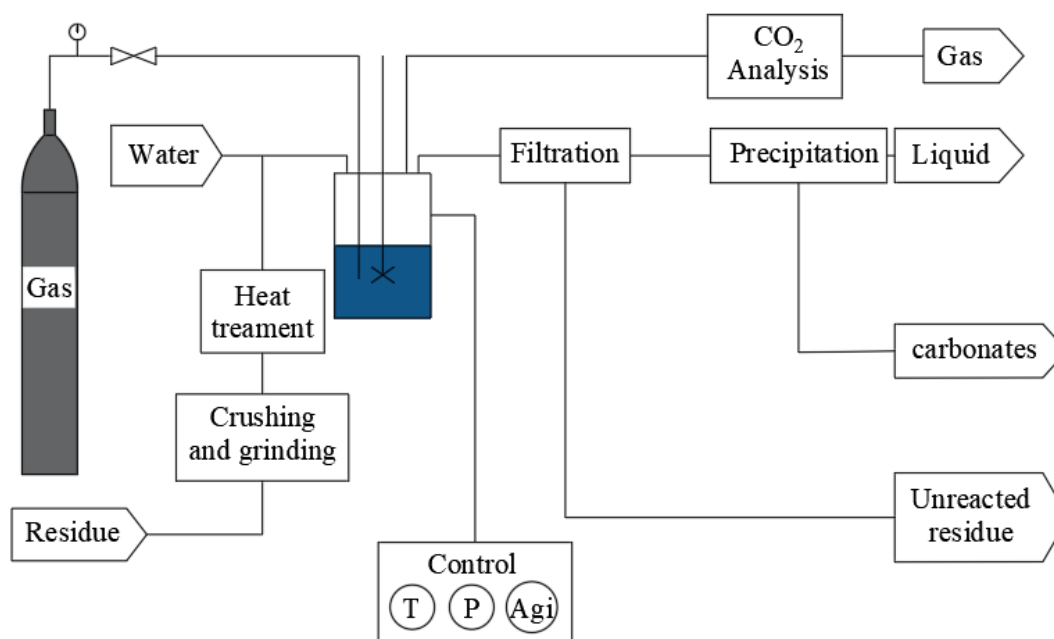 CO₂
Analysis
Gas
Water
Filtration
Precipitation
Liquid
Gas
Heat
treament
carbonates
Crushing
and grinding
Unreacted
residue
Residue
Control
T P Agi